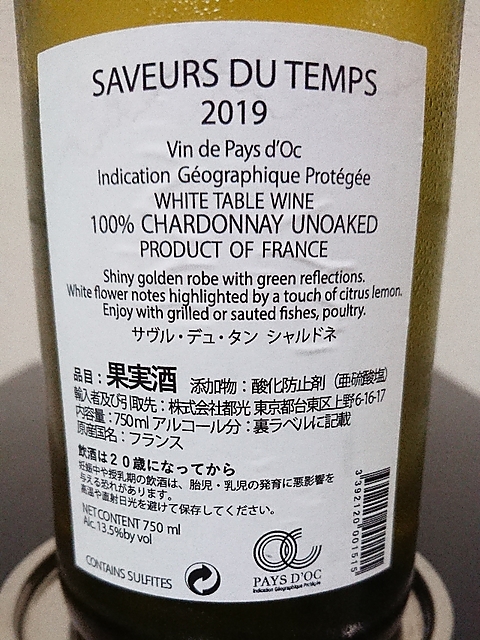 SAVEURS DU TEMPS
2019
Vin de Pays d'Oc
Indication Géographique Protégée
WHITE TABLE WINE
100% CHARDONNAY UNOAKED
PRODUCT OF FRANCE
Shiny golden robe with green reflections.
White flower notes highlighted by a touch of citrus lemon.
Enjoy with grilled or sauted fishes, poultry.
サヴル・デュ・タン シャルドネ
品目：果実酒 添加物：酸化防止剤（亜硫酸塩）
輸入者及び引取先：株式会社都光 東京都台東区上野6-16-17
内容量：750ml アルコール分：裏ラベルに記載
原産国名：フランス
飲酒は２０歳になってから
妊娠中や授乳期の飲酒は、胎児・乳児の発育に悪影響を
与える恐れがあります。
高温や直射日光を避けて保存してください。
NET CONTENT 750 ml
Alc.13.5%by vol
CONTAINS SULFITES
PAYS D'OC
Indication Géographique Protégée
3392120001515